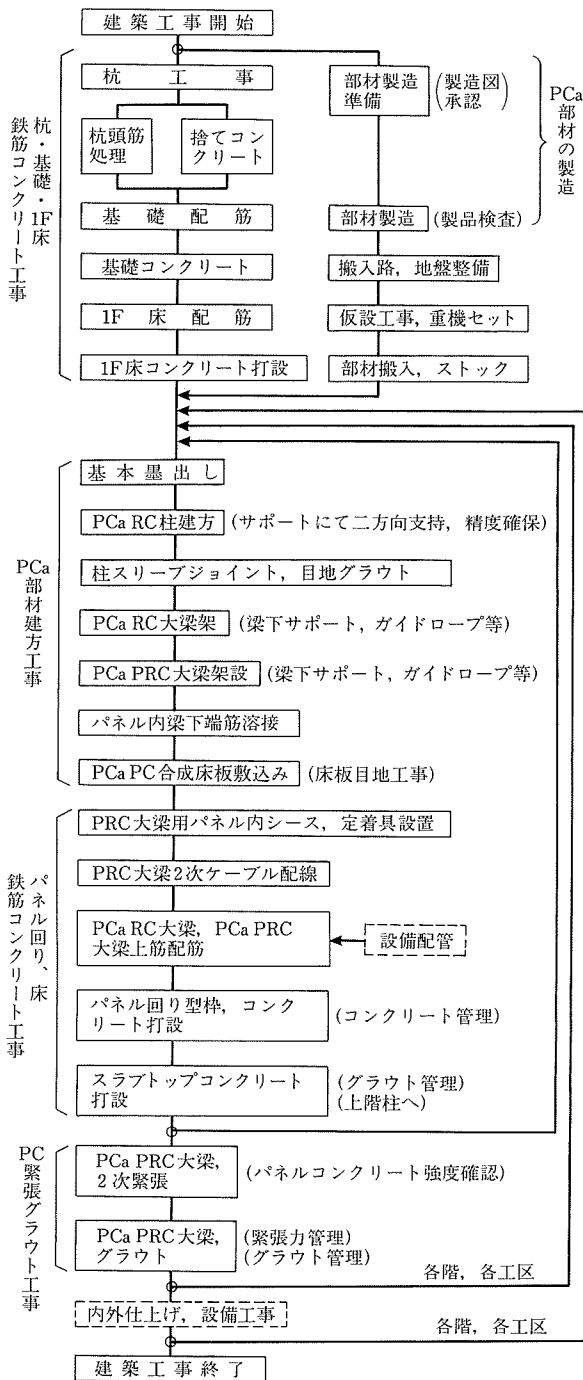 建築工事開始
杭工事
杭頭筋
処理
捨てコン
クリート
基礎配筋
基礎コンクリート
1F床配筋
1F床コンクリート打設
杭・基礎・1F床
鉄筋コンクリート工事
部材製造
準備
(製造図
承認)
部材製造
(製品検査)
PCa
部材の製造
搬入路,地盤整備
仮設工事,重機セット
部材搬入,ストック
PCa
部材建方工事
基本墨出し
PCa RC柱建方
(サポートにて二方向支持,精度確保)
柱スリーブジョイント,目地グラウト
PCa RC大梁架
(梁下サポート,ガイドロープ等)
PCa PRC大梁架設
(梁下サポート,ガイドロープ等)
パネル内梁下端筋溶接
PCa PC合成床板敷込み
(床板目地工事)
パネル回り、床
鉄筋コンクリート工事
PRC大梁用パネル内シース,定着具設置
PRC大梁2次ケーブル配線
PCa RC大梁,PCa PRC
大梁上筋配筋
設備配管
パネル回り型枠,コンク
リート打設
(コンクリート管理)
スラブトップコンクリート
打設
(グラウト管理)
(上階柱へ)
PC
緊張グラウト工事
PCa PRC大梁,
2次緊張
(パネルコンクリート強度確認)
PCa PRC大梁,
グラウト
(緊張力管理)
(グラウト管理)
各階,各工区
内外仕上げ,設備工事
各階,各工区
建築工事終了